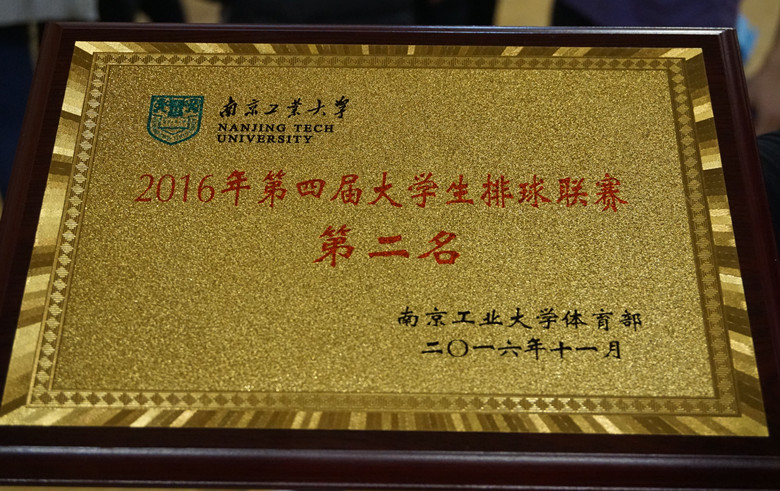 南京工业大学
NANJING TECH
UNIVERSITY
2016年第四届大学生排球联赛
第二名
南京工业大学体育部
二〇一六年十一月